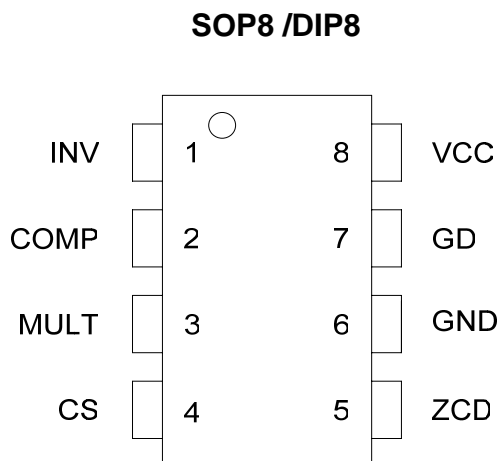 SOP8 /DIP8
INV 1 8 VCC
COMP 2 7 GD
MULT 3 6 GND
CS 4 5 ZCD